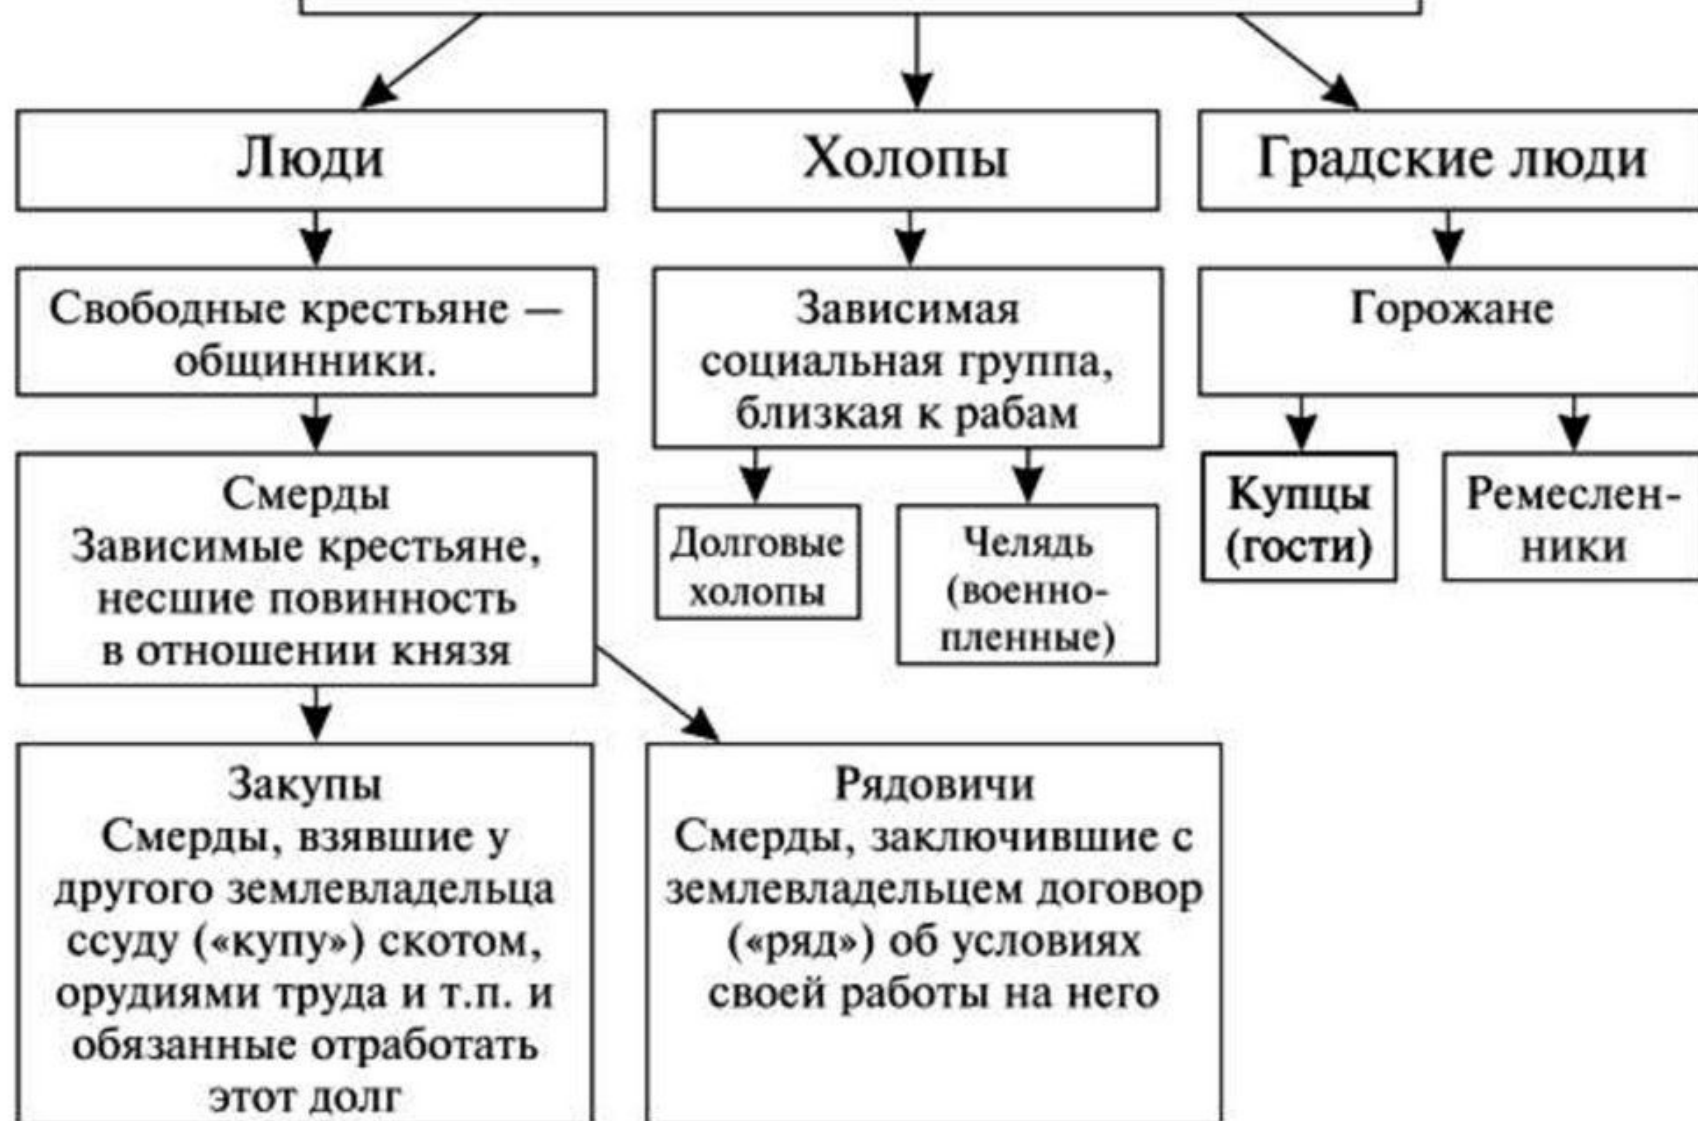 Люди
Холопы
Градские люди
Свободные крестьяне —
общинники.
Зависимая
социальная группа,
близкая к рабам
Горожане
Смерды
Зависимые крестьяне,
несшие повинность
в отношении князя
Долговые
холопы
Челядь
(военно-
пленные)
Купцы
(гости)
Ремеслен-
ники
Закупы
Смерды, взявшие у
другого землевладельца
ссуду («купу») скотом,
орудиями труда и т.п. и
обязанные отработать
этот долг
Рядовичи
Смерды, заключившие с
землевладельцем договор
(«ряд») об условиях
своей работы на него